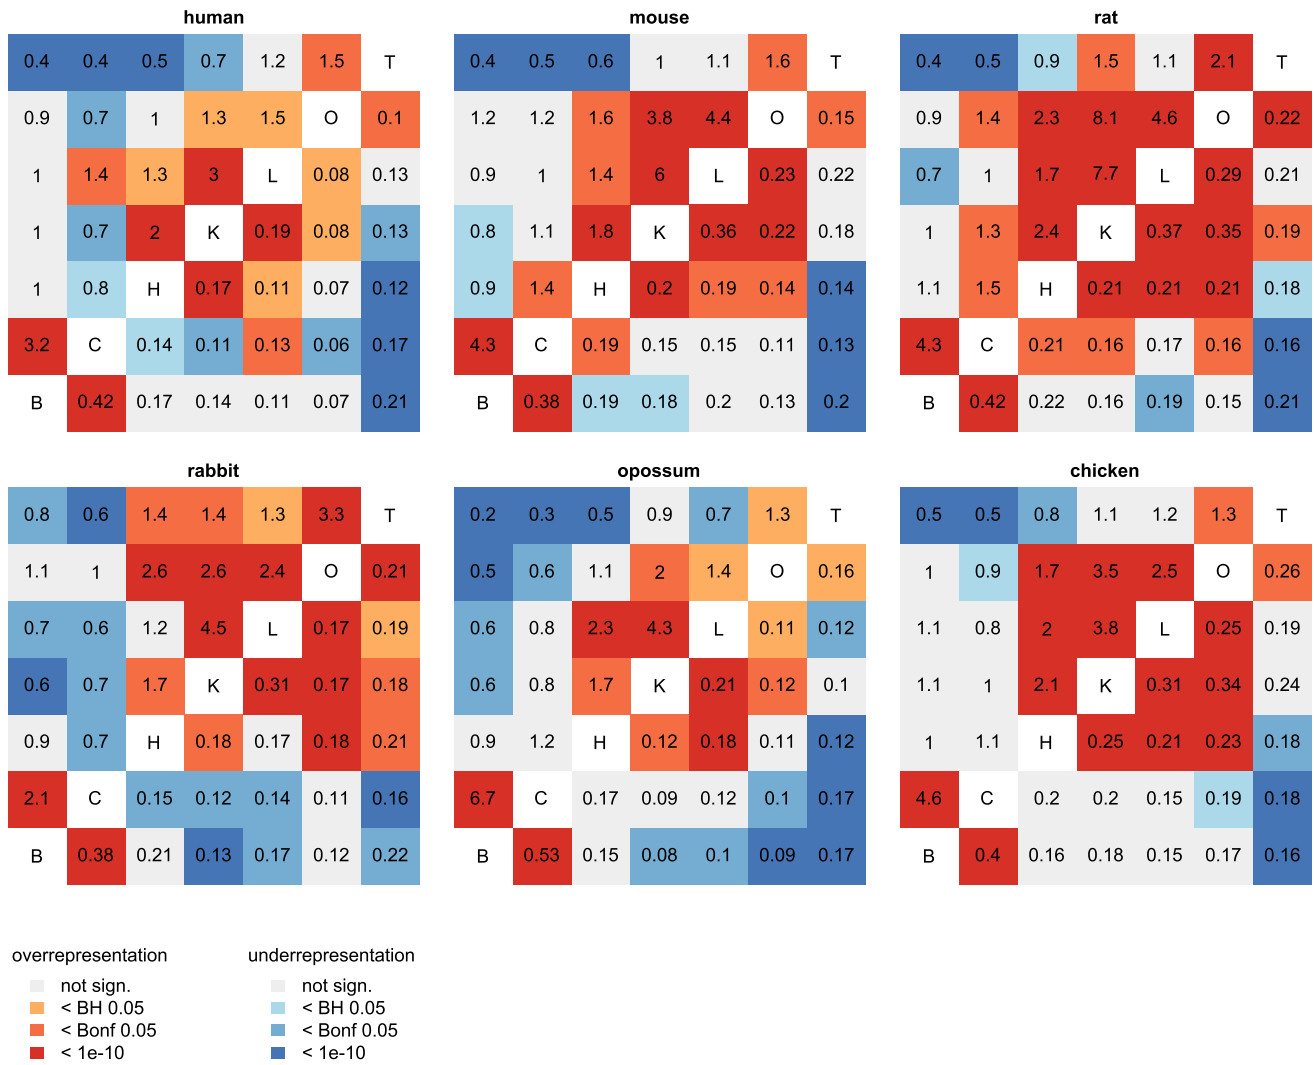 human mouse rat
0.4 0.4 0.5 0.7 1.2 1.5 T 0.4 0.5 0.6 1 1.1 1.6 T 0.4 0.5 0.9 1.5 1.1 2.1 T
0.9 0.7 1 1.3 1.5 O 0.1 1.2 1.2 1.6 3.8 4.4 O 0.15 0.9 1.4 2.3 8.1 4.6 O 0.22
1 1.4 1.3 3 L 0.08 0.13 0.9 1 1.4 6 L 0.23 0.22 0.7 1 1.7 7.7 L 0.29 0.21
1 0.7 2 K 0.19 0.08 0.13 0.8 1.1 1.8 K 0.36 0.22 0.18 1 1.3 2.4 K 0.37 0.35 0.19
1 0.8 H 0.17 0.11 0.07 0.12 0.9 1.4 H 0.2 0.19 0.14 0.14 1.1 1.5 H 0.21 0.21 0.21 0.18
3.2 C 0.14 0.11 0.13 0.06 0.17 4.3 C 0.19 0.15 0.15 0.11 0.13 4.3 C 0.21 0.16 0.17 0.16 0.16
B 0.42 0.17 0.14 0.11 0.07 0.21 B 0.38 0.19 0.18 0.2 0.13 0.2 B 0.42 0.22 0.16 0.19 0.15 0.21
rabbit opossum chicken
0.8 0.6 1.4 1.4 1.3 3.3 T 0.2 0.3 0.5 0.9 0.7 1.3 T 0.5 0.5 0.8 1.1 1.2 1.3 T
1.1 1 2.6 2.6 2.4 O 0.21 0.5 0.6 1.1 2 1.4 O 0.16 1 0.9 1.7 3.5 2.5 O 0.26
0.7 0.6 1.2 4.5 L 0.17 0.19 0.6 0.8 2.3 4.3 L 0.11 0.12 1.1 0.8 2 3.8 L 0.25 0.19
0.6 0.7 1.7 K 0.31 0.17 0.18 0.6 0.8 1.7 K 0.21 0.12 0.1 1.1 1 2.1 K 0.31 0.34 0.24
0.9 0.7 H 0.18 0.17 0.18 0.21 0.9 1.2 H 0.12 0.18 0.11 0.12 1 1.1 H 0.25 0.21 0.23 0.18
2.1 C 0.15 0.12 0.14 0.11 0.16 6.7 C 0.17 0.09 0.12 0.1 0.17 4.6 C 0.2 0.2 0.15 0.19 0.18
B 0.38 0.21 0.13 0.17 0.12 0.22 B 0.53 0.15 0.08 0.1 0.09 0.17 B 0.4 0.16 0.18 0.15 0.17 0.16
overrepresentation underrepresentation
not sign. not sign.
< BH 0.05 < BH 0.05
< Bonf 0.05 < Bonf 0.05
< 1e-10 < 1e-10